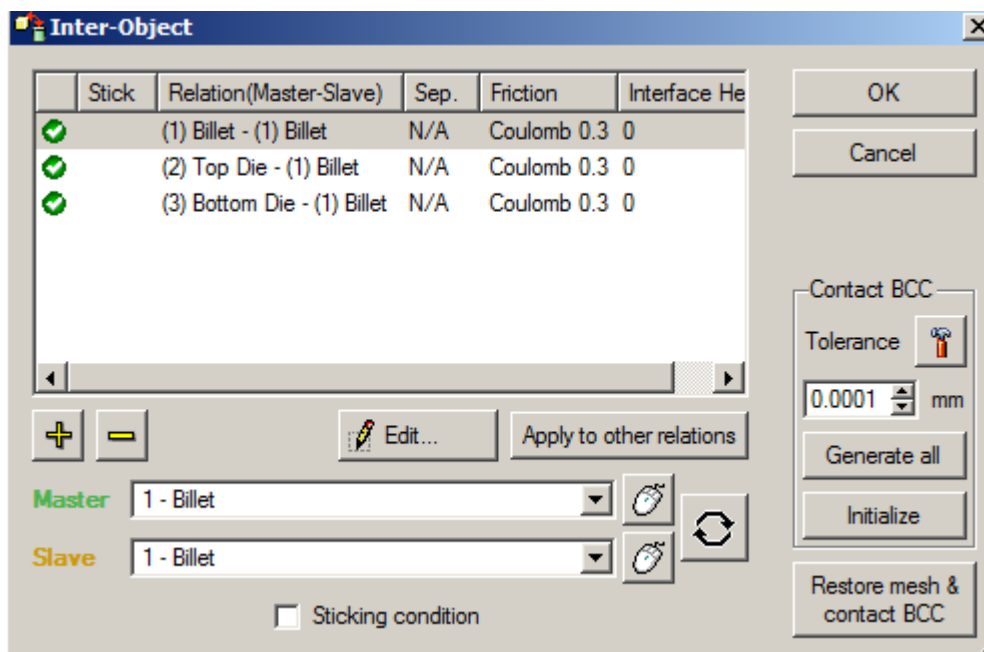 Inter-Object
Stick Relation(Master-Slave) Sep. Friction Interface He
(1) Billet - (1) Billet N/A Coulomb 0.3 0
(2) Top Die - (1) Billet N/A Coulomb 0.3 0
(3) Bottom Die - (1) Billet N/A Coulomb 0.3 0
Edit...
Apply to other relations
Master 1 - Billet
Slave 1 - Billet
Sticking condition
OK
Cancel
Contact BCC
Tolerance
0.0001 mm
Generate all
Initialize
Restore mesh &
contact BCC